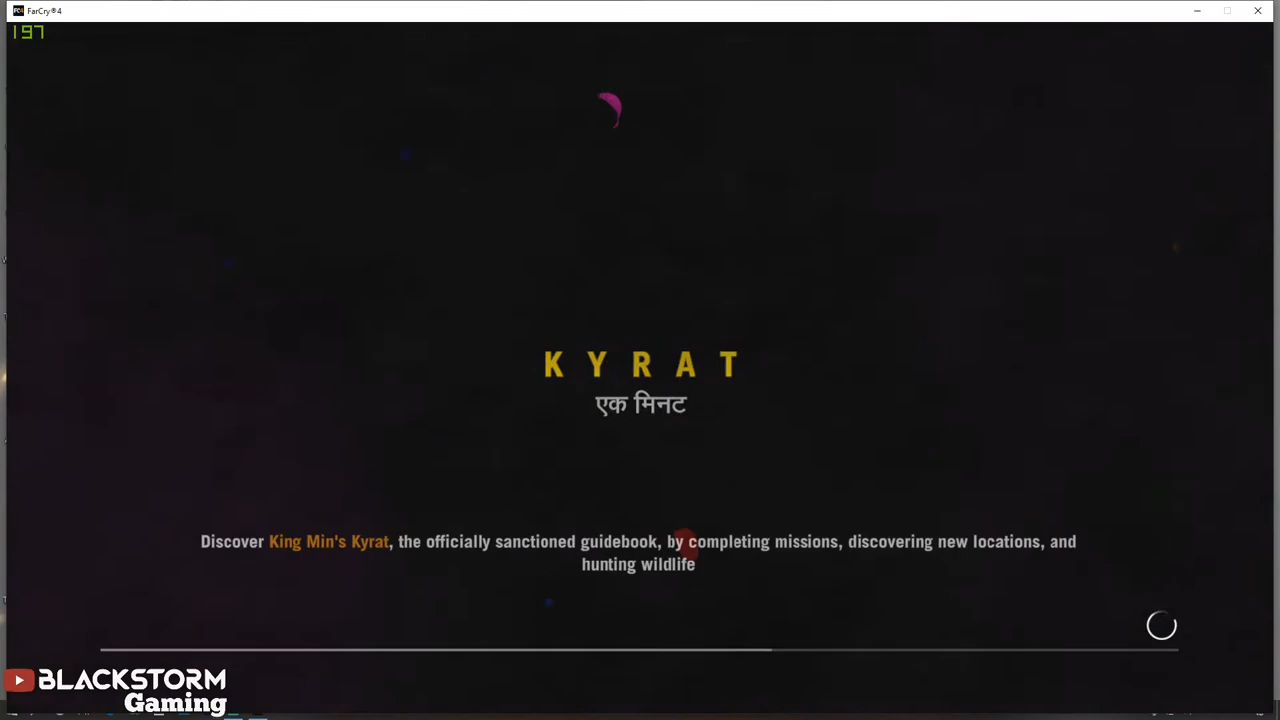 FarCry®4
197
K Y R A T
एक मिनट
Discover King Min's Kyrat, the officially sanctioned guidebook, by completing missions, discovering new locations, and
hunting wildlife
BLACKSTORM
Gaming